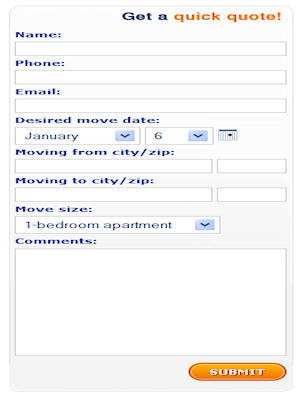 Get a quick quote!
Name:
Phone:
Email:
Desired move date:
January 6
Moving from city/zip:
Moving to city/zip:
Move size:
1-bedroom apartment
Comments:
SUBMIT